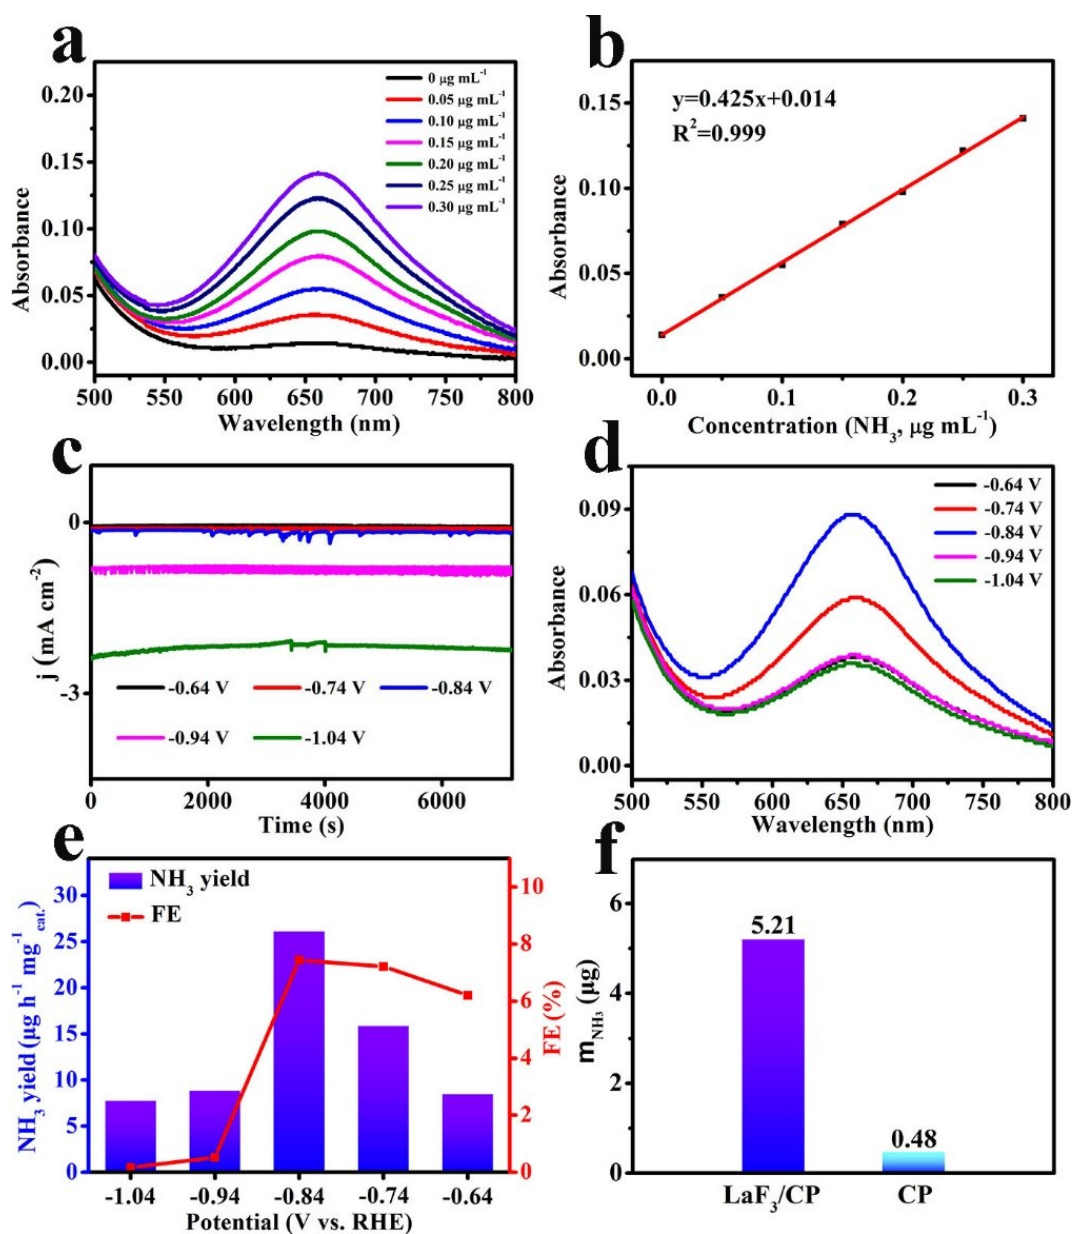 a
0.20
0.15
0.10
0.05
0.00
Absorbance
0 μg mL⁻¹
0.05 μg mL⁻¹
0.10 μg mL⁻¹
0.15 μg mL⁻¹
0.20 μg mL⁻¹
0.25 μg mL⁻¹
0.30 μg mL⁻¹
500 550 600 650 700 750 800
Wavelength (nm)
b
y=0.425x+0.014
R²=0.999
0.15
0.10
0.05
0.00
Absorbance
0.0 0.1 0.2 0.3
Concentration (NH₃, μg mL⁻¹)
c
0
-3
j (mA cm⁻²)
-0.64 V -0.74 V -0.84 V
-0.94 V -1.04 V
0 2000 4000 6000
Time (s)
d
0.09
0.06
0.03
0.00
Absorbance
-0.64 V
-0.74 V
-0.84 V
-0.94 V
-1.04 V
500 550 600 650 700 750 800
Wavelength (nm)
e
NH₃ yield
FE
30
25
20
15
10
5
0
NH₃ yield (μg h⁻¹ mg⁻¹cat.)
10
8
6
4
2
0
FE (%)
-1.04 -0.94 -0.84 -0.74 -0.64
Potential (V vs. RHE)
f
6
4
2
0
mNH₃ (μg)
5.21
0.48
LaF₃/CP CP